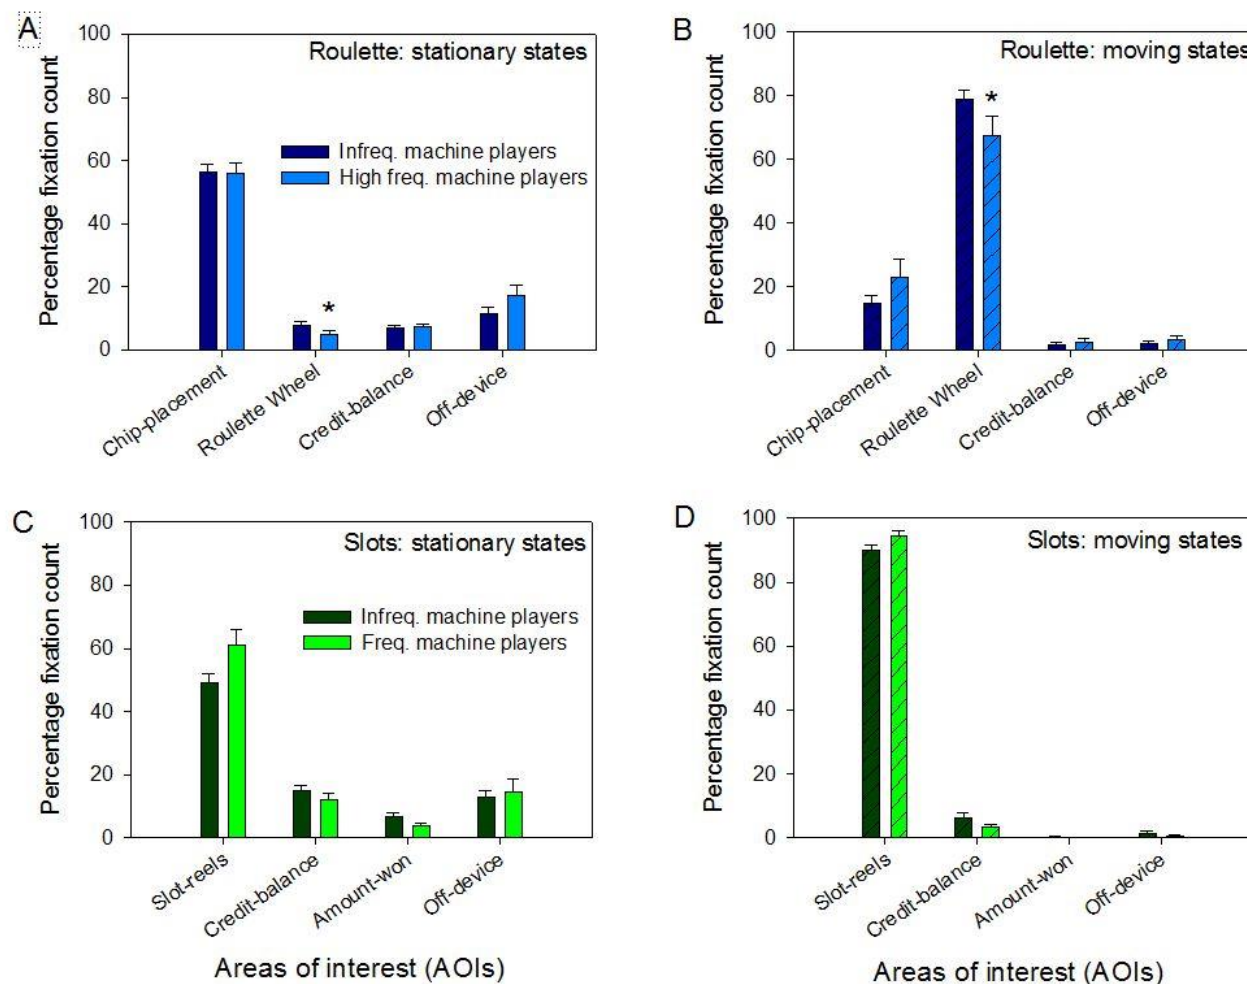 A
Roulette: stationary states
Percentage fixation count
100
80
60
40
20
0
Infreq. machine players
High freq. machine players
*
Chip-placement
Roulette Wheel
Credit-balance
Off-device
B
Roulette: moving states
Percentage fixation count
100
80
60
40
20
0
*
Chip-placement
Roulette Wheel
Credit-balance
Off-device
C
Slots: stationary states
Percentage fixation count
100
80
60
40
20
0
Infreq. machine players
Freq. machine players
Slot-reels
Credit-balance
Amount-won
Off-device
Areas of interest (AOIs)
D
Slots: moving states
Percentage fixation count
100
80
60
40
20
0
Slot-reels
Credit-balance
Amount-won
Off-device
Areas of interest (AOIs)